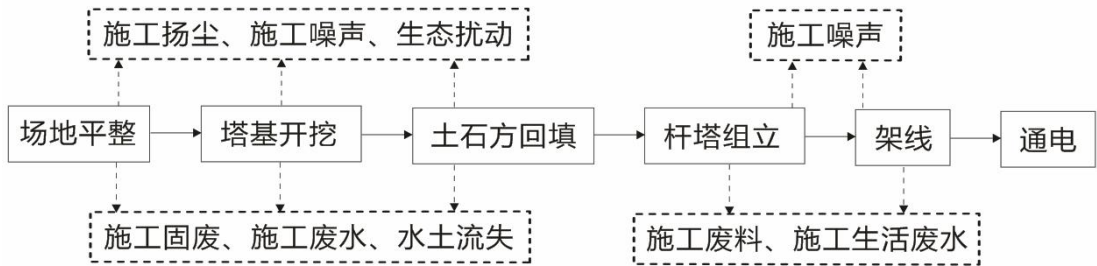 施工扬尘、施工噪声、生态扰动
施工噪声
场地平整
塔基开挖
土石方回填
杆塔组立
架线
通电
施工固废、施工废水、水土流失
施工废料、施工生活废水